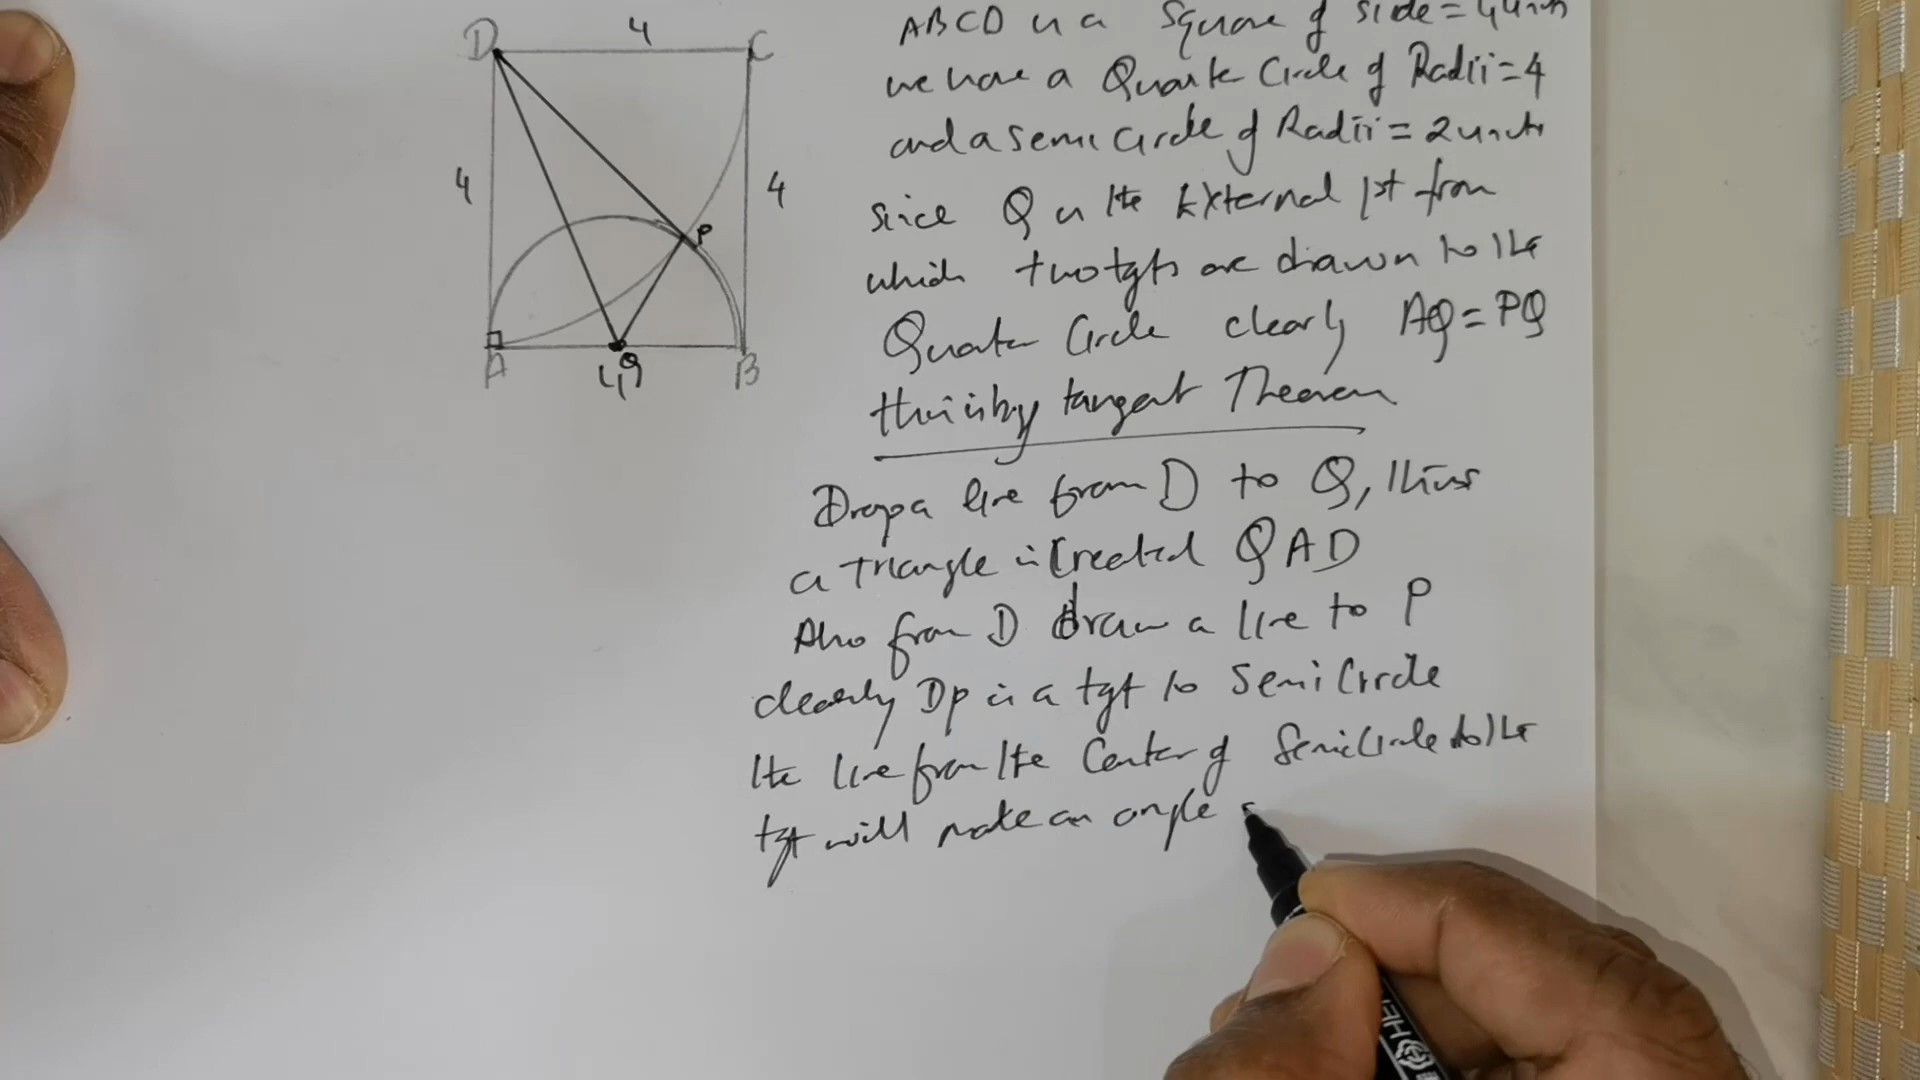 D 4 C
4 4
P
A Q B
4
ABCD is a Square of side = 4 units
we have a Quarte Circle of Radii = 4
and a semi circle of Radii = 2 units
since Q is the External pt from
which two tgts are drawn to the
Quarter Circle clearly AQ = PQ
this is by tangent Theorem
Drop a line from D to Q, thus
a triangle is Created QAD
Also from D draw a line to P
clearly DP is a tgt to Semi Circle
the line from the Center of SemiCircle to the
tgt will make an angle